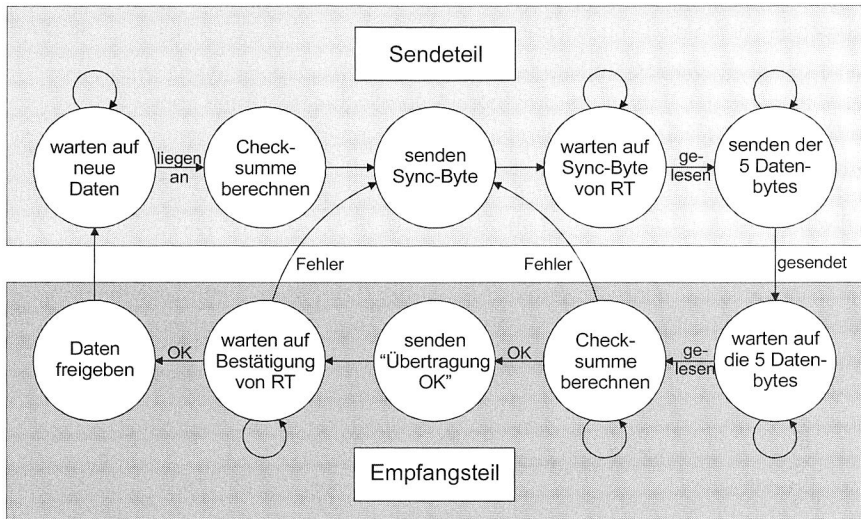 Sendeteil
warten auf
neue
Daten
liegen
an
Check-
summe
berechnen
senden
Sync-Byte
warten auf
Sync-Byte
von RT
ge-
lesen
senden der
5 Daten-
bytes
Fehler
Fehler
gesendet
Daten
freigeben
OK
warten auf
Bestätigung
von RT
senden
“Übertragung
OK”
OK
Check-
summe
berechnen
ge-
lesen
warten auf
die 5 Daten-
bytes
Empfangsteil